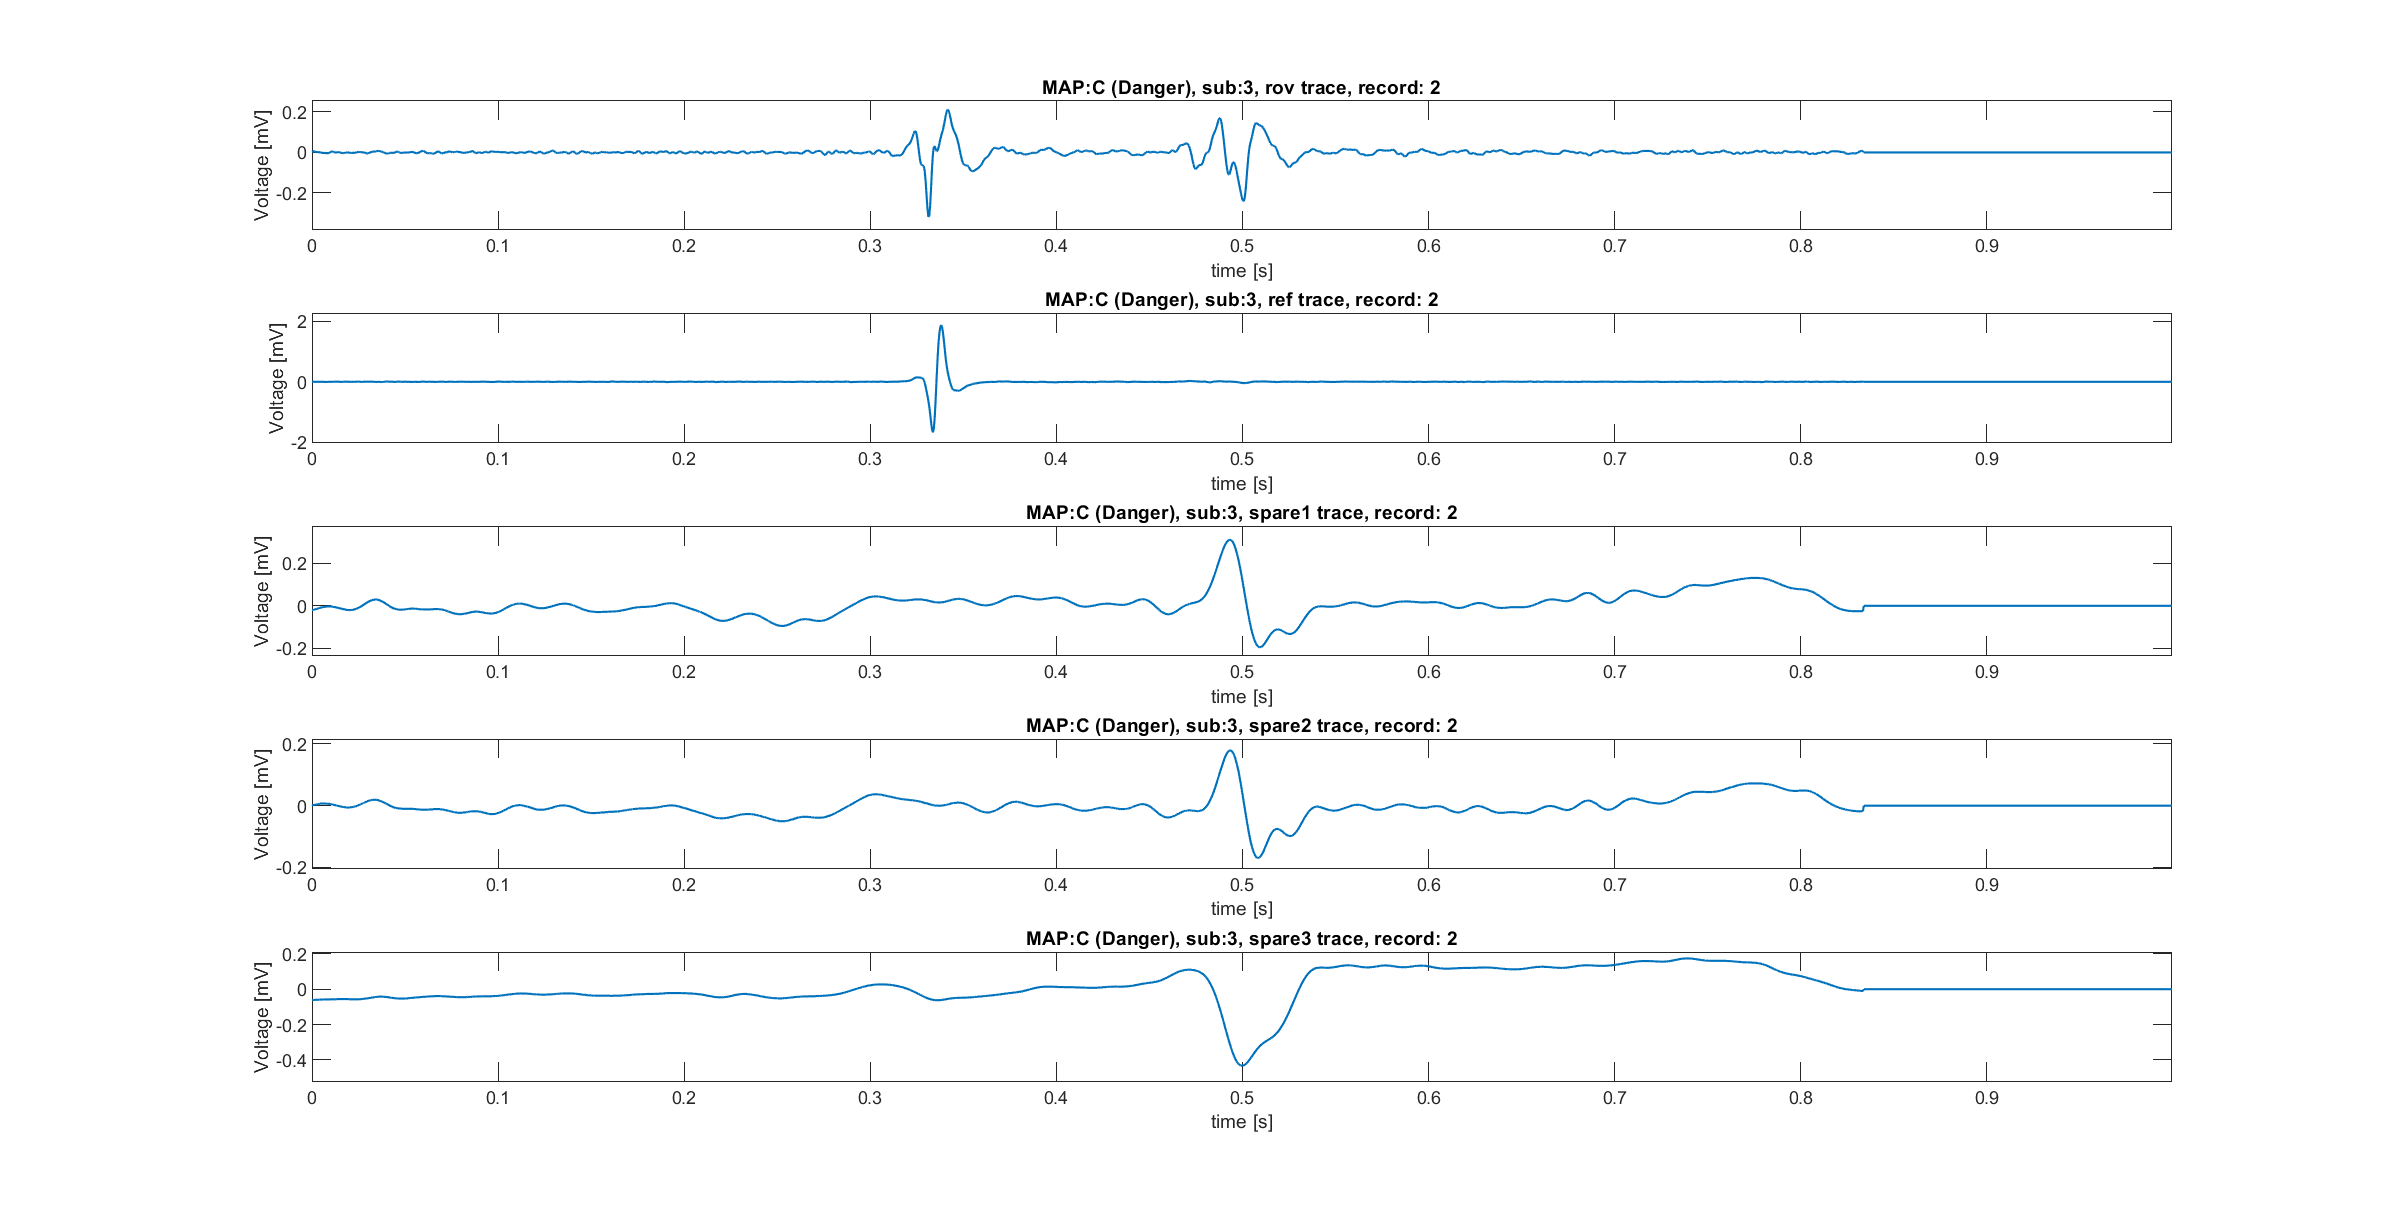 MAP:C (Danger), sub:3, rov trace, record: 2
Voltage [mV]
0.2
0
-0.2
0 0.1 0.2 0.3 0.4 0.5 0.6 0.7 0.8 0.9
time [s]
MAP:C (Danger), sub:3, ref trace, record: 2
Voltage [mV]
2
0
-2
0 0.1 0.2 0.3 0.4 0.5 0.6 0.7 0.8 0.9
time [s]
MAP:C (Danger), sub:3, spare1 trace, record: 2
Voltage [mV]
0.2
0
-0.2
0 0.1 0.2 0.3 0.4 0.5 0.6 0.7 0.8 0.9
time [s]
MAP:C (Danger), sub:3, spare2 trace, record: 2
Voltage [mV]
0.2
0
-0.2
0 0.1 0.2 0.3 0.4 0.5 0.6 0.7 0.8 0.9
time [s]
MAP:C (Danger), sub:3, spare3 trace, record: 2
Voltage [mV]
0.2
0
-0.2
-0.4
0 0.1 0.2 0.3 0.4 0.5 0.6 0.7 0.8 0.9
time [s]